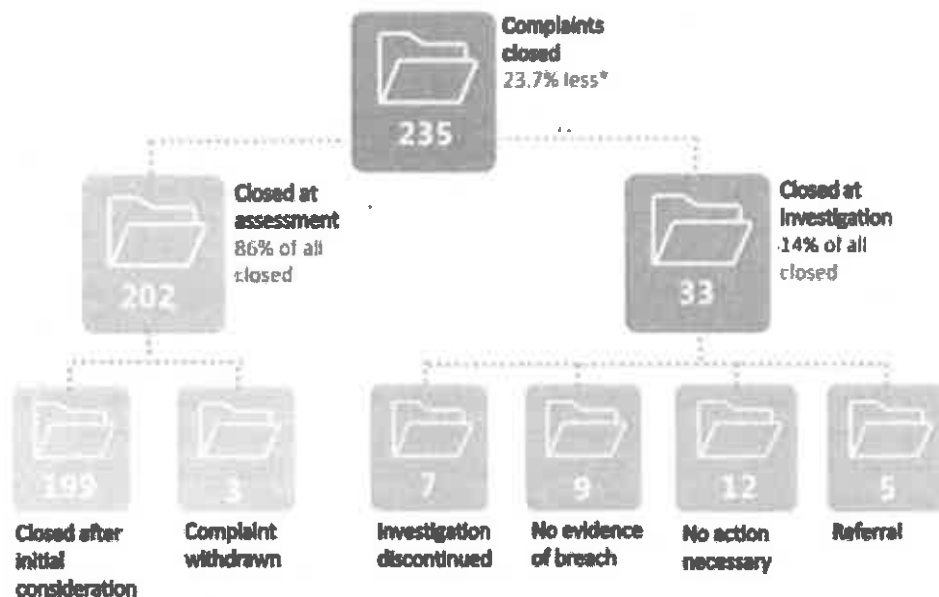 Complaints
closed
23.7% less*
235
Closed at
assessment
86% of all
closed
202
Closed at
investigation
14% of all
closed
33
199
Closed after
initial
consideration
3
Complaint
withdrawn
7
Investigation
discontinued
9
No evidence
of breach
12
No action
necessary
5
Referral